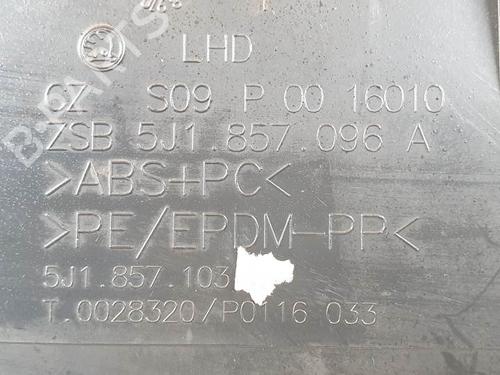 LHD
CZ S09 P 00 16010
ZSB 5J1.857.096 A
>ABS+PC<
>PE/EPDM-PP<
5J1.857.103
T.0028320/P0116 033
B-PARTS